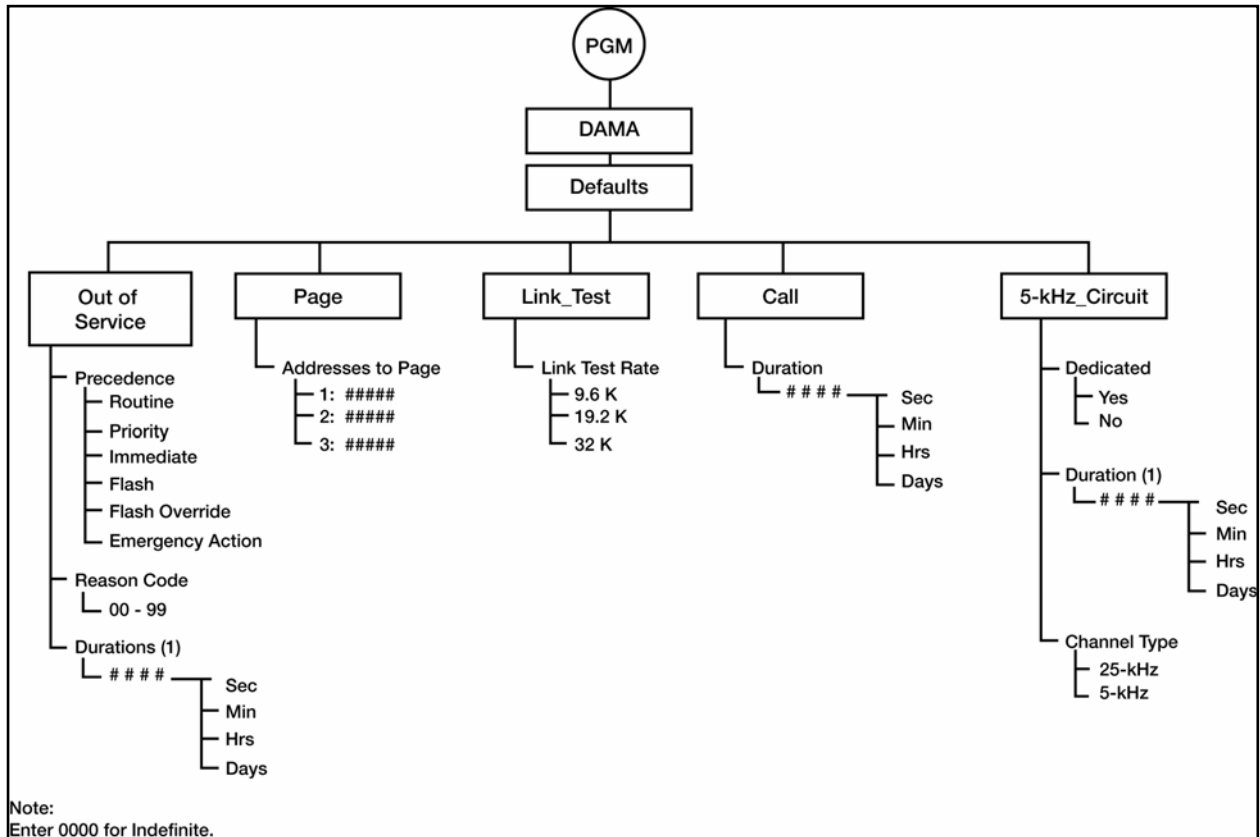 PGM
DAMA
Defaults
Out of
Service
Precedence
Routine
Priority
Immediate
Flash
Flash Override
Emergency Action
Reason Code
00 - 99
Durations (1)
# # # #
Sec
Min
Hrs
Days
Page
Addresses to Page
1: #####
2: #####
3: #####
Link_Test
Link Test Rate
9.6 K
19.2 K
32 K
Call
Duration
# # # #
Sec
Min
Hrs
Days
5-kHz_Circuit
Dedicated
Yes
No
Duration (1)
# # # #
Sec
Min
Hrs
Days
Channel Type
25-kHz
5-kHz
Note:
Enter 0000 for Indefinite.